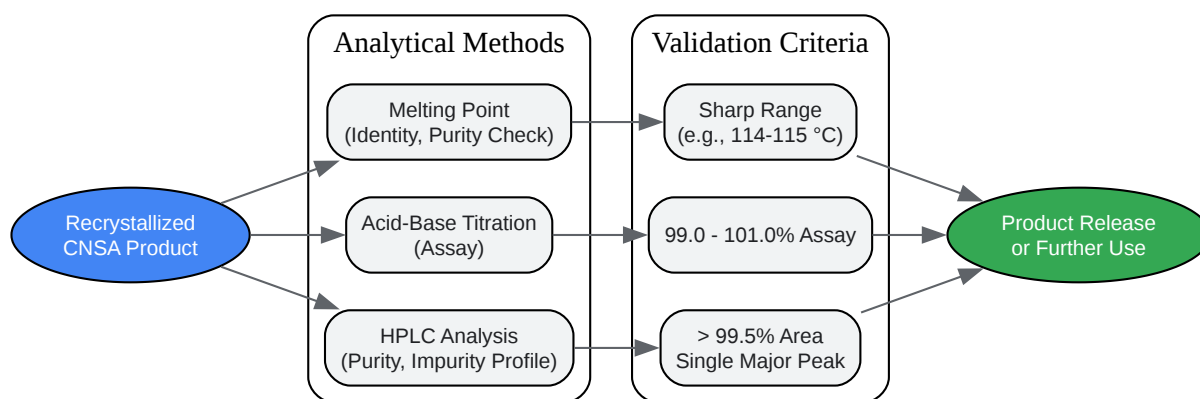 Analytical Methods
Validation Criteria
Melting Point
(Identity, Purity Check)
Sharp Range
(e.g., 114-115 °C)
Recrystallized
CNSA Product
Acid-Base Titration
(Assay)
99.0 - 101.0% Assay
Product Release
or Further Use
HPLC Analysis
(Purity, Impurity Profile)
> 99.5% Area
Single Major Peak